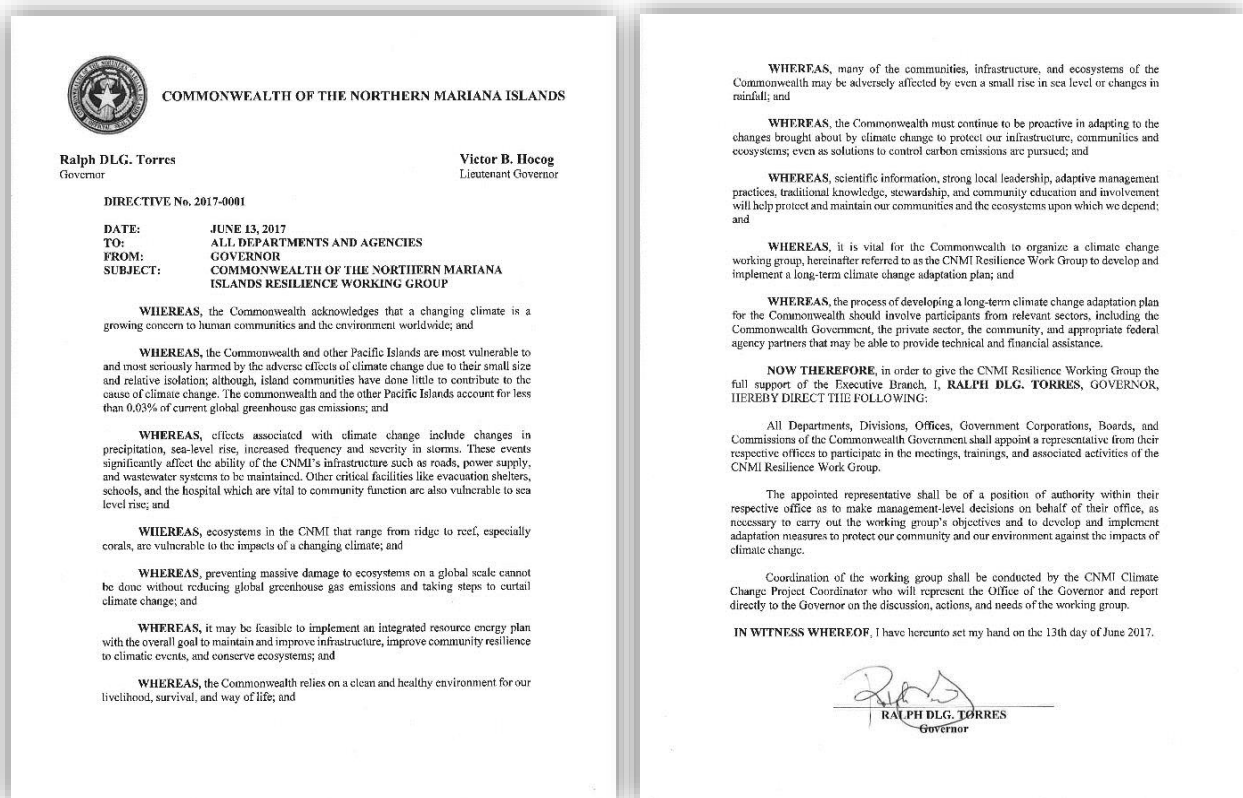 COMMONWEALTH OF THE NORTHERN MARIANA ISLANDS
Ralph DLG. Torres
Governor
Victor B. Hocog
Lieutenant Governor
DIRECTIVE No. 2017-0001
DATE: JUNE 13, 2017
TO: ALL DEPARTMENTS AND AGENCIES
FROM: GOVERNOR
SUBJECT: COMMONWEALTH OF THE NORTHERN MARIANA
ISLANDS RESILIENCE WORKING GROUP
WHEREAS, the Commonwealth acknowledges that a changing climate is a
growing concern to human communities and the environment worldwide; and
WHEREAS, the Commonwealth and other Pacific Islands are most vulnerable to
and most seriously harmed by the adverse effects of climate change due to their small size
and relative isolation; although, island communities have done little to contribute to the
cause of climate change. The commonwealth and the other Pacific Islands account for less
than 0.03% of current global greenhouse gas emissions; and
WHEREAS, effects associated with climate change include changes in
precipitation, sea-level rise, increased frequency and severity in storms. These events
significantly affect the ability of the CNMI's infrastructure such as roads, power supply,
and wastewater systems to be maintained. Other critical facilities like evacuation shelters,
schools, and the hospital which are vital to community function are also vulnerable to sea
level rise; and
WHEREAS, ecosystems in the CNMI that range from ridge to reef, especially
corals, are vulnerable to the impacts of a changing climate; and
WHEREAS, preventing massive damage to ecosystems on a global scale cannot
be done without reducing global greenhouse gas emissions and taking steps to curtail
climate change; and
WHEREAS, it may be feasible to implement an integrated resource energy plan
with the overall goal to maintain and improve infrastructure, improve community resilience
to climatic events, and conserve ecosystems; and
WHEREAS, the Commonwealth relies on a clean and healthy environment for our
livelihood, survival, and way of life; and
WHEREAS, many of the communities, infrastructure, and ecosystems of the
Commonwealth may be adversely affected by even a small rise in sea level or changes in
rainfall; and
WHEREAS, the Commonwealth must continue to be proactive in adapting to the
changes brought about by climate change to protect our infrastructure, communities and
ecosystems; even as solutions to control carbon emissions are pursued; and
WHEREAS, scientific information, strong local leadership, adaptive management
practices, traditional knowledge, stewardship, and community education and involvement
will help protect and maintain our communities and the ecosystems upon which we depend;
and
WHEREAS, it is vital for the Commonwealth to organize a climate change
working group, hereinafter referred to as the CNMI Resilience Work Group to develop and
implement a long-term climate change adaptation plan; and
WHEREAS, the process of developing a long-term climate change adaptation plan
for the Commonwealth should involve participants from relevant sectors, including the
Commonwealth Government, the private sector, the community, and appropriate federal
agency partners that may be able to provide technical and financial assistance.
NOW THEREFORE, in order to give the CNMI Resilience Working Group the
full support of the Executive Branch, I, RALPH DLG. TORRES, GOVERNOR,
HEREBY DIRECT THE FOLLOWING:
All Departments, Divisions, Offices, Government Corporations, Boards, and
Commissions of the Commonwealth Government shall appoint a representative from their
respective offices to participate in the meetings, trainings, and associated activities of the
CNMI Resilience Work Group.
The appointed representative shall be of a position of authority within their
respective office as to make management-level decisions on behalf of their office, as
necessary to carry out the working group's objectives and to develop and implement
adaptation measures to protect our community and our environment against the impacts of
climate change.
Coordination of the working group shall be conducted by the CNMI Climate
Change Project Coordinator who will represent the Office of the Governor and report
directly to the Governor on the discussion, actions, and needs of the working group.
IN WITNESS WHEREOF, I have hereunto set my hand on the 13th day of June 2017.
RALPH DLG. TORRES
Governor